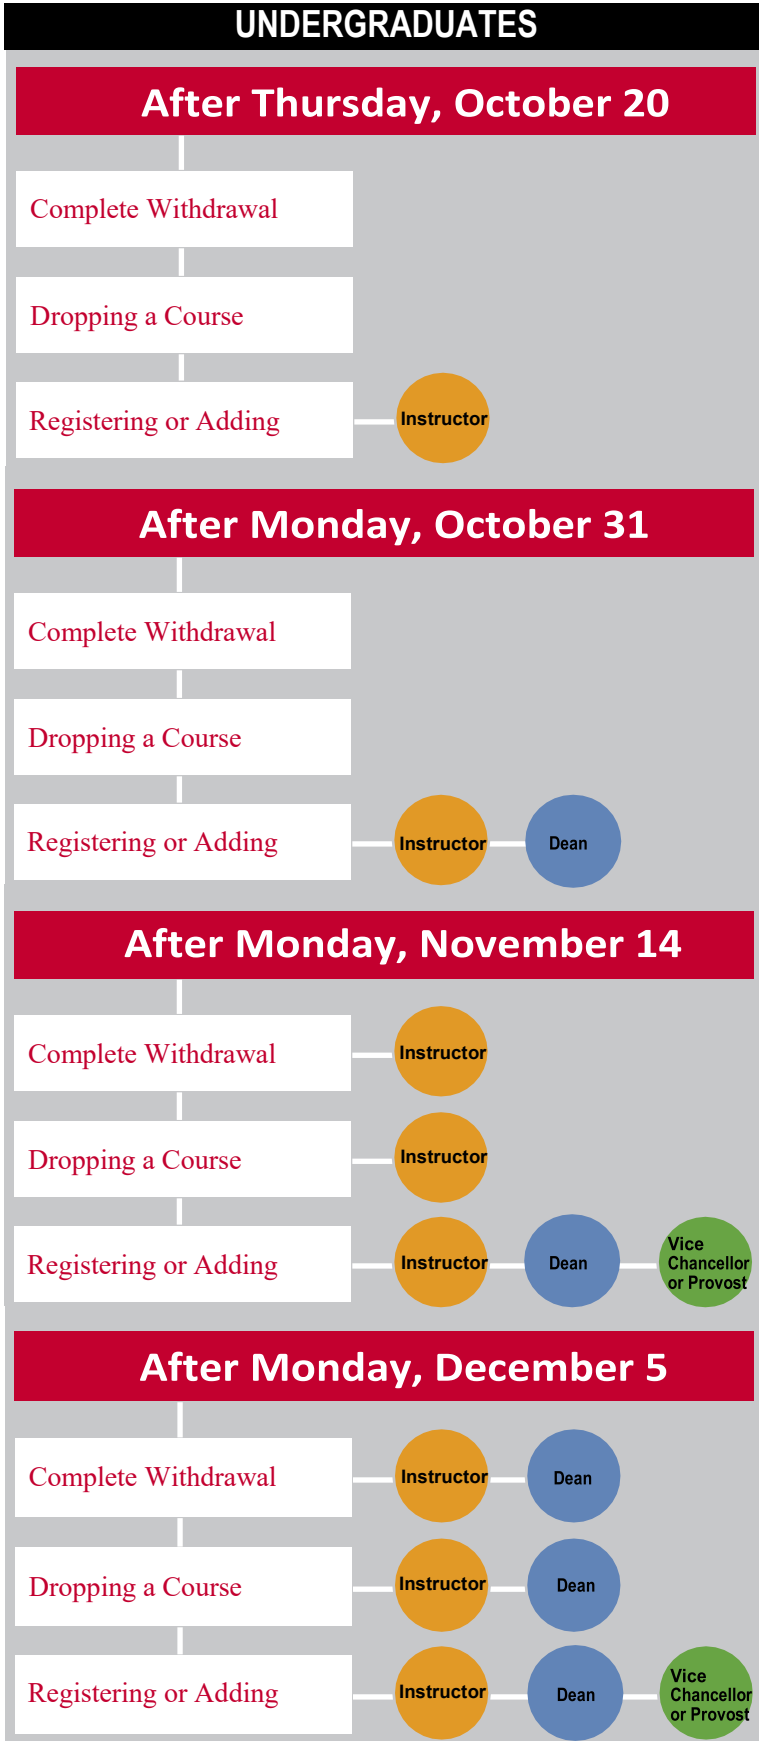 UNDERGRADUATES
After Thursday, October 20
Complete Withdrawal
Dropping a Course
Registering or Adding
Instructor
After Monday, October 31
Complete Withdrawal
Dropping a Course
Registering or Adding
Instructor
Dean
After Monday, November 14
Complete Withdrawal
Instructor
Dropping a Course
Instructor
Registering or Adding
Instructor
Dean
Vice
Chancellor
or Provost
After Monday, December 5
Complete Withdrawal
Instructor
Dean
Dropping a Course
Instructor
Dean
Registering or Adding
Instructor
Dean
Vice
Chancellor
or Provost